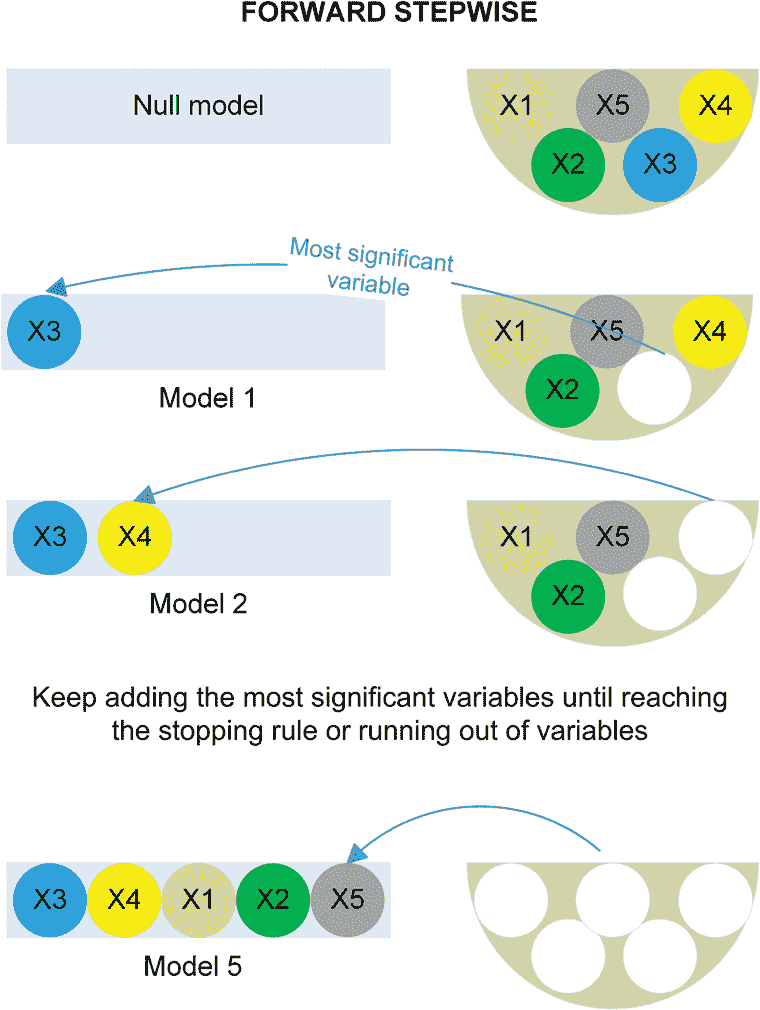 FORWARD STEPWISE
Null model
X1 X5 X4
X2 X3
Most significant
variable
X3
X1 X5 X4
X2
Model 1
X3 X4
X1 X5
X2
Model 2
Keep adding the most significant variables until reaching
the stopping rule or running out of variables
X3 X4 X1 X2 X5
Model 5